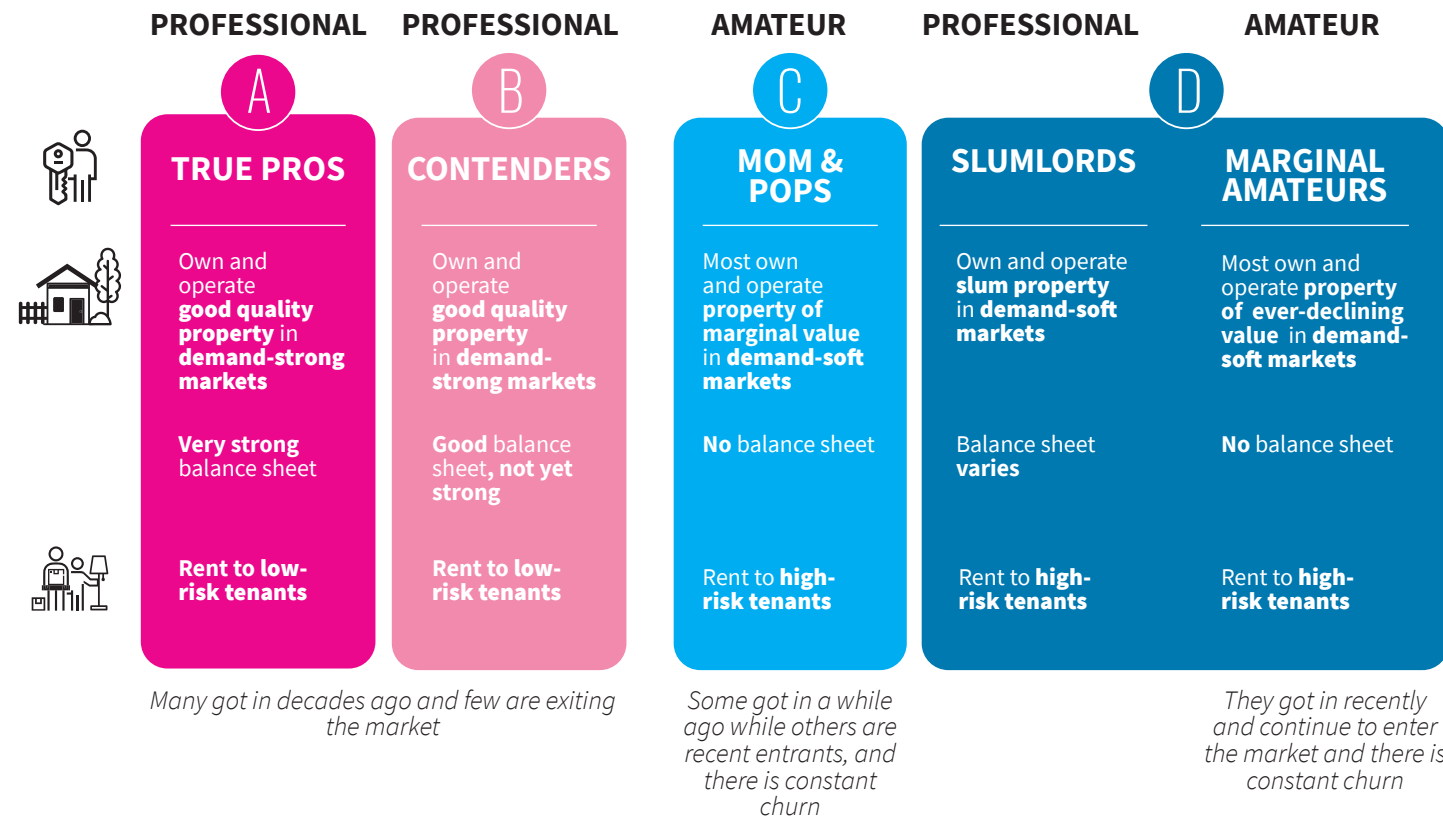 PROFESSIONAL
A
TRUE PROS
Own and
operate
good quality
property in
demand-strong
markets
Very strong
balance sheet
Rent to low-
risk tenants
PROFESSIONAL
B
CONTENDERS
Own and
operate
good quality
property
in demand-
strong markets
Good balance
sheet, not yet
strong
Rent to low-
risk tenants
Many got in decades ago and few are exiting
the market
AMATEUR
C
MOM &
POPS
Most own
and operate
property of
marginal value
in demand-soft
markets
No balance sheet
Rent to high-
risk tenants
Some got in a while
ago while others are
recent entrants, and
there is constant
churn
PROFESSIONAL
D
SLUMLORDS
Own and operate
slum property
in demand-soft
markets
Balance sheet
varies
Rent to high-
risk tenants
AMATEUR
MARGINAL
AMATEURS
Most own and
operate property
of ever-declining
value in demand-
soft markets
No balance sheet
Rent to high-
risk tenants
They got in recently
and continue to enter
the market and there is
constant churn